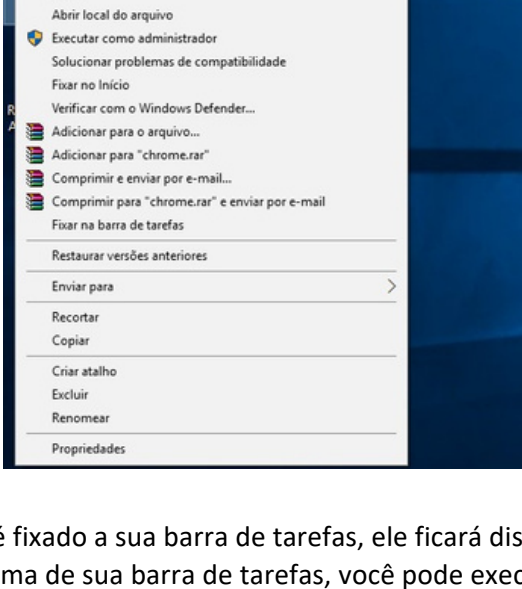 Abrir local do arquivo
Executar como administrador
Solucionar problemas de compatibilidade
Fixar no Início
Verificar com o Windows Defender...
Adicionar para o arquivo...
Adicionar para "chrome.rar"
Comprimir e enviar por e-mail...
Comprimir para "chrome.rar" e enviar por e-mail
Fixar na barra de tarefas
Restaurar versões anteriores
Enviar para
Recortar
Copiar
Criar atalho
Excluir
Renomear
Propriedades
fixado a sua barra de tarefas, ele ficará
de sua barra de tarefas, você pode